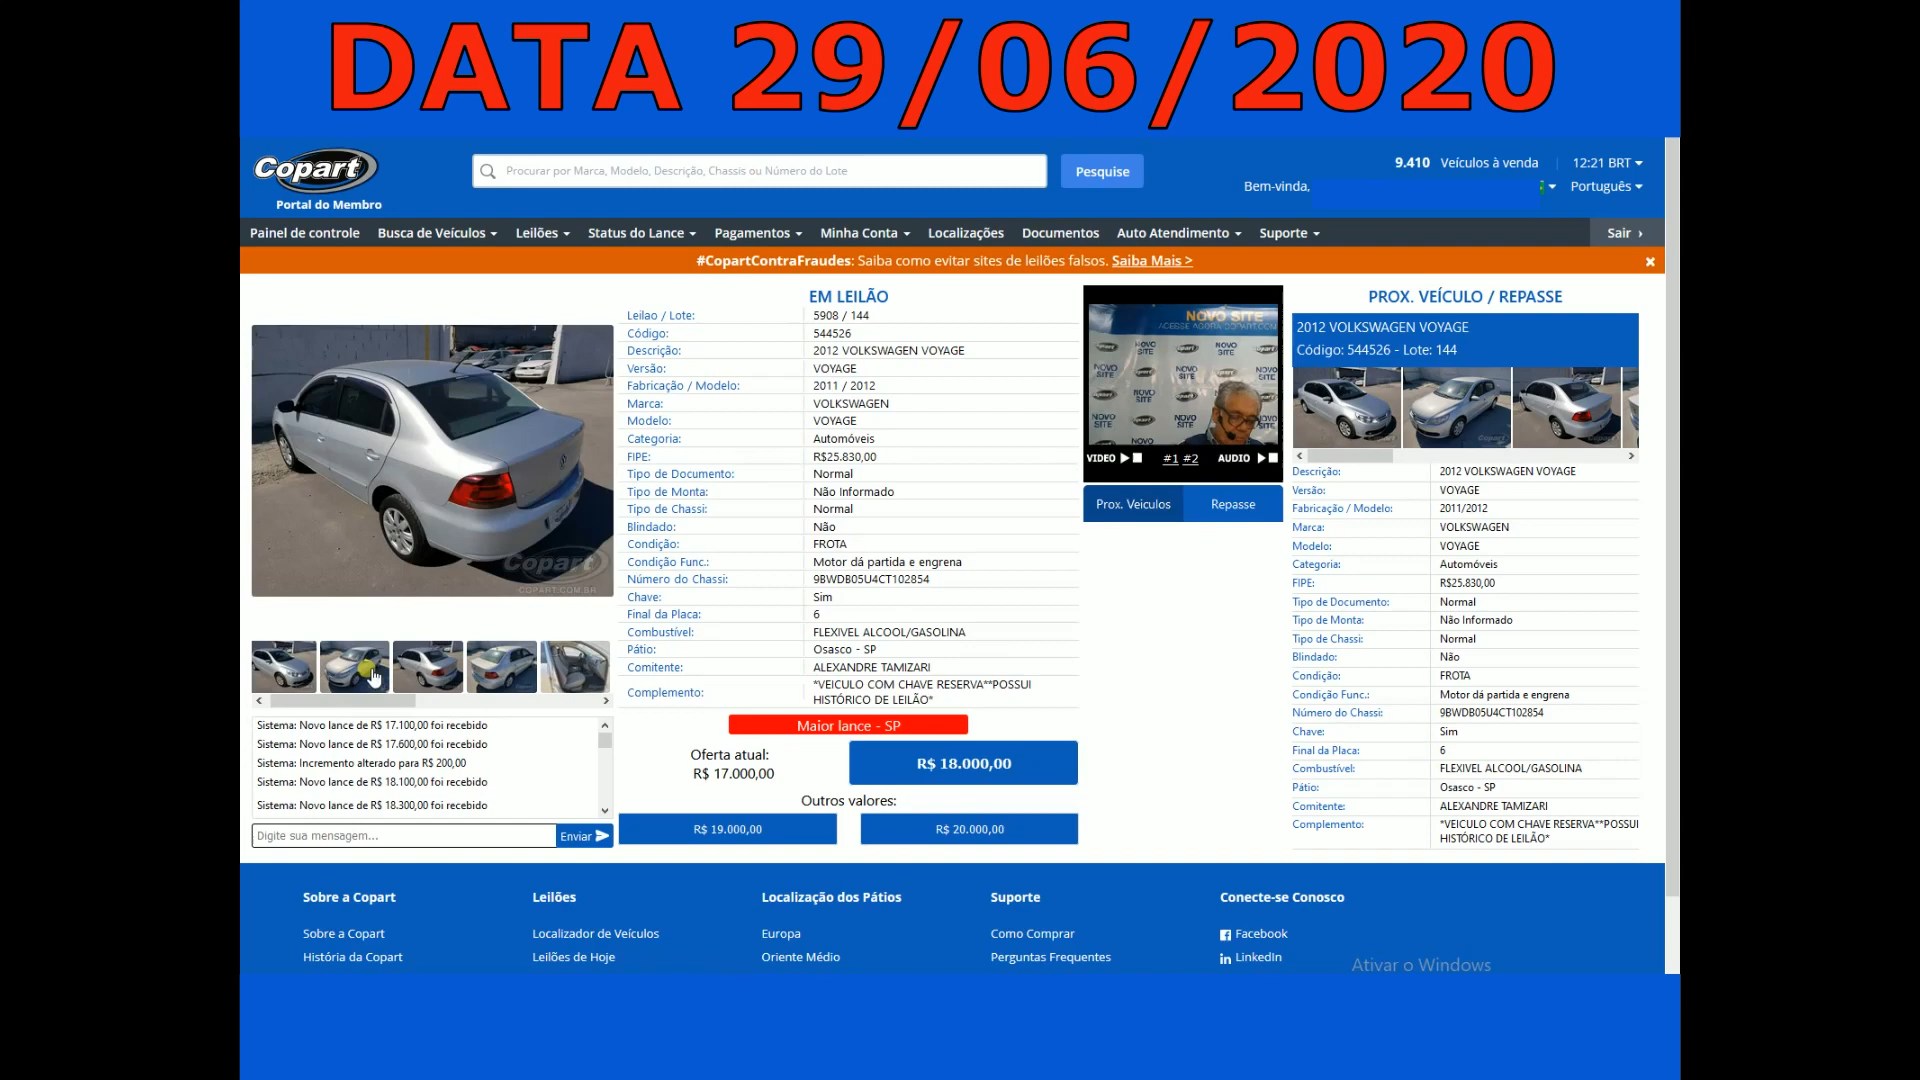 DATA 29/06/2020
Copart
Portal do Membro
Procurar por Marca, Modelo, Descrição, Chassis ou Número do Lote
Pesquise
9.410 Veículos à venda
12:21 BRT
Bem-vinda,
Português
Painel de controle Busca de Veículos Leilões Status do Lance Pagamentos Minha Conta Localizações Documentos Auto Atendimento Suporte Sair ›
#CopartContraFraudes: Saiba como evitar sites de leilões falsos. Saiba Mais >
Copart
COPART.COM.BR
Sistema: Novo lance de R$ 17.100,00 foi recebido
Sistema: Novo lance de R$ 17.600,00 foi recebido
Sistema: Incremento alterado para R$ 200,00
Sistema: Novo lance de R$ 18.100,00 foi recebido
Sistema: Novo lance de R$ 18.300,00 foi recebido
Digite sua mensagem...
Enviar
EM LEILÃO
Leilao / Lote: 5908 / 144
Código: 544526
Descrição: 2012 VOLKSWAGEN VOYAGE
Versão: VOYAGE
Fabricação / Modelo: 2011 / 2012
Marca: VOLKSWAGEN
Modelo: VOYAGE
Categoria: Automóveis
FIPE: R$25.830,00
Tipo de Documento: Normal
Tipo de Monta: Não Informado
Tipo de Chassi: Normal
Blindado: Não
Condição: FROTA
Condição Func.: Motor dá partida e engrena
Número do Chassi: 9BWDB05U4CT102854
Chave: Sim
Final da Placa: 6
Combustível: FLEXIVEL ALCOOL/GASOLINA
Pátio: Osasco - SP
Comitente: ALEXANDRE TAMIZARI
Complemento: *VEICULO COM CHAVE RESERVA**POSSUI
HISTÓRICO DE LEILÃO*
Maior lance - SP
Oferta atual:
R$ 17.000,00
R$ 18.000,00
Outros valores:
R$ 19.000,00
R$ 20.000,00
NOVO SITE
ACESSE AGORA COPART.COM
VIDEO #1 #2 AUDIO
Prox. Veiculos Repasse
PROX. VEÍCULO / REPASSE
2012 VOLKSWAGEN VOYAGE
Código: 544526 - Lote: 144
Descrição: 2012 VOLKSWAGEN VOYAGE
Versão: VOYAGE
Fabricação / Modelo: 2011/2012
Marca: VOLKSWAGEN
Modelo: VOYAGE
Categoria: Automóveis
FIPE: R$25.830,00
Tipo de Documento: Normal
Tipo de Monta: Não Informado
Tipo de Chassi: Normal
Blindado: Não
Condição: FROTA
Condição Func.: Motor dá partida e engrena
Número do Chassi: 9BWDB05U4CT102854
Chave: Sim
Final da Placa: 6
Combustível: FLEXIVEL ALCOOL/GASOLINA
Pátio: Osasco - SP
Comitente: ALEXANDRE TAMIZARI
Complemento: *VEICULO COM CHAVE RESERVA**POSSUI
HISTÓRICO DE LEILÃO*
Sobre a Copart
Sobre a Copart
História da Copart
Leilões
Localizador de Veículos
Leilões de Hoje
Localização dos Pátios
Europa
Oriente Médio
Suporte
Como Comprar
Perguntas Frequentes
Conecte-se Conosco
Facebook
LinkedIn
Ativar o Windows